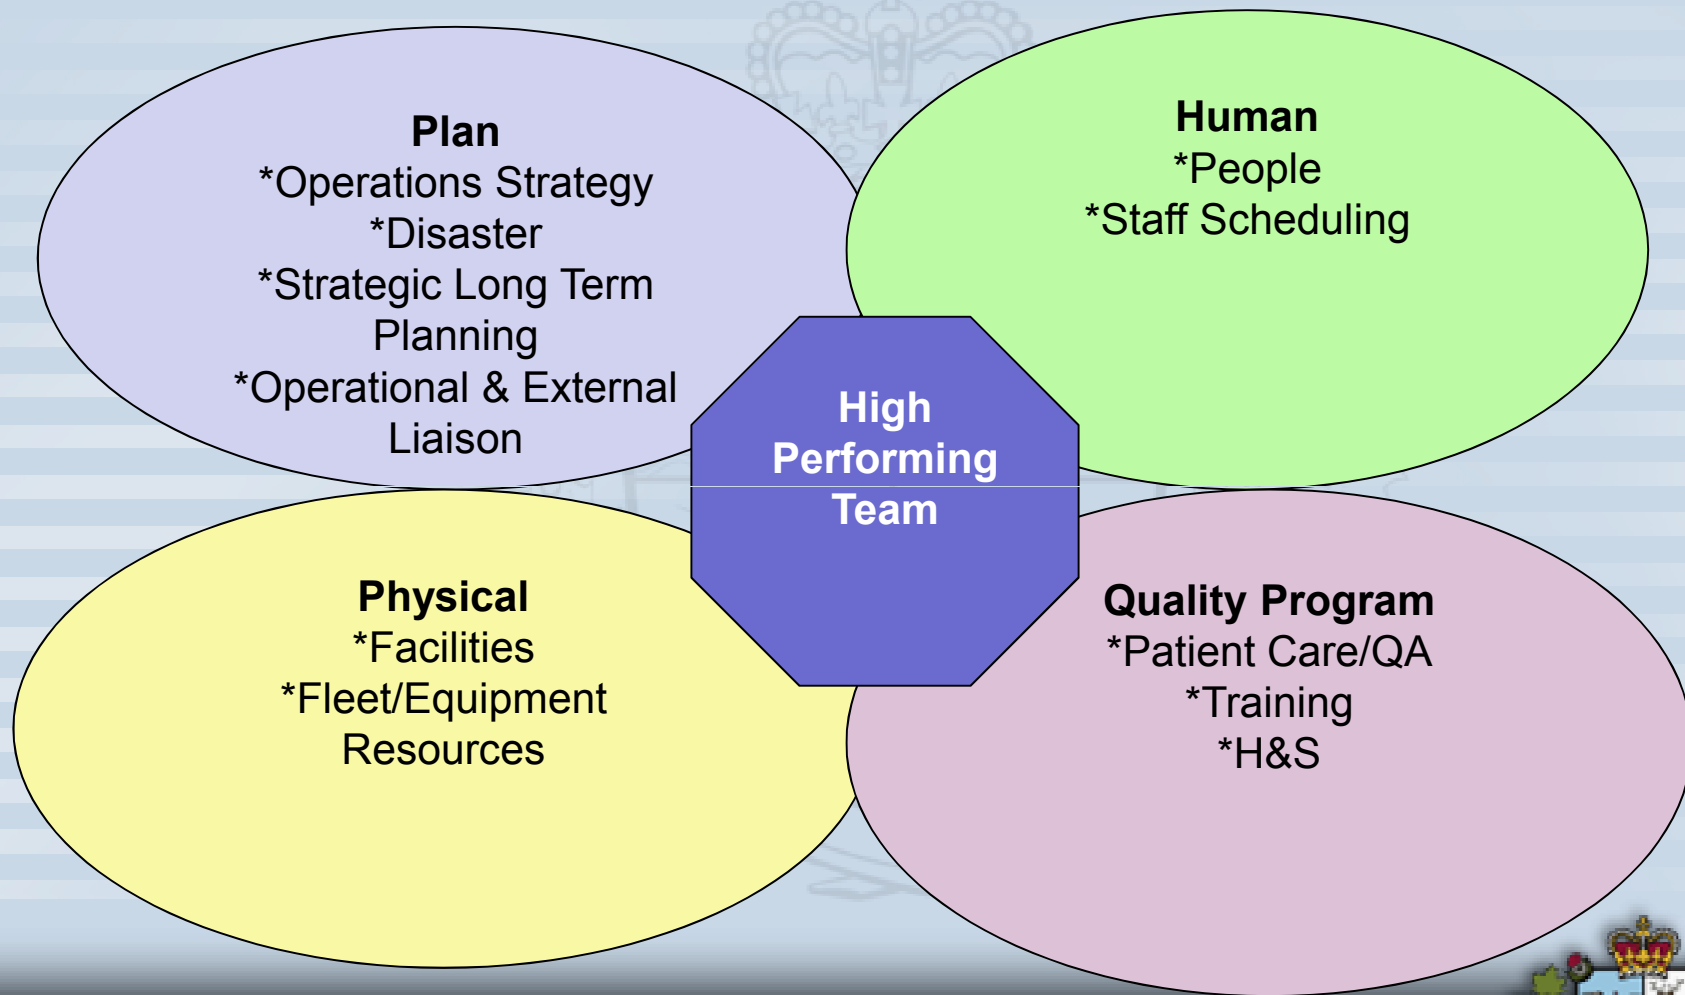 Plan
*Operations Strategy
*Disaster
*Strategic Long Term
Planning
*Operational & External
Liaison
Human
*People
*Staff Scheduling
High
Performing
Team
Physical
*Facilities
*Fleet/Equipment
Resources
Quality Program
*Patient Care/QA
*Training
*H&S